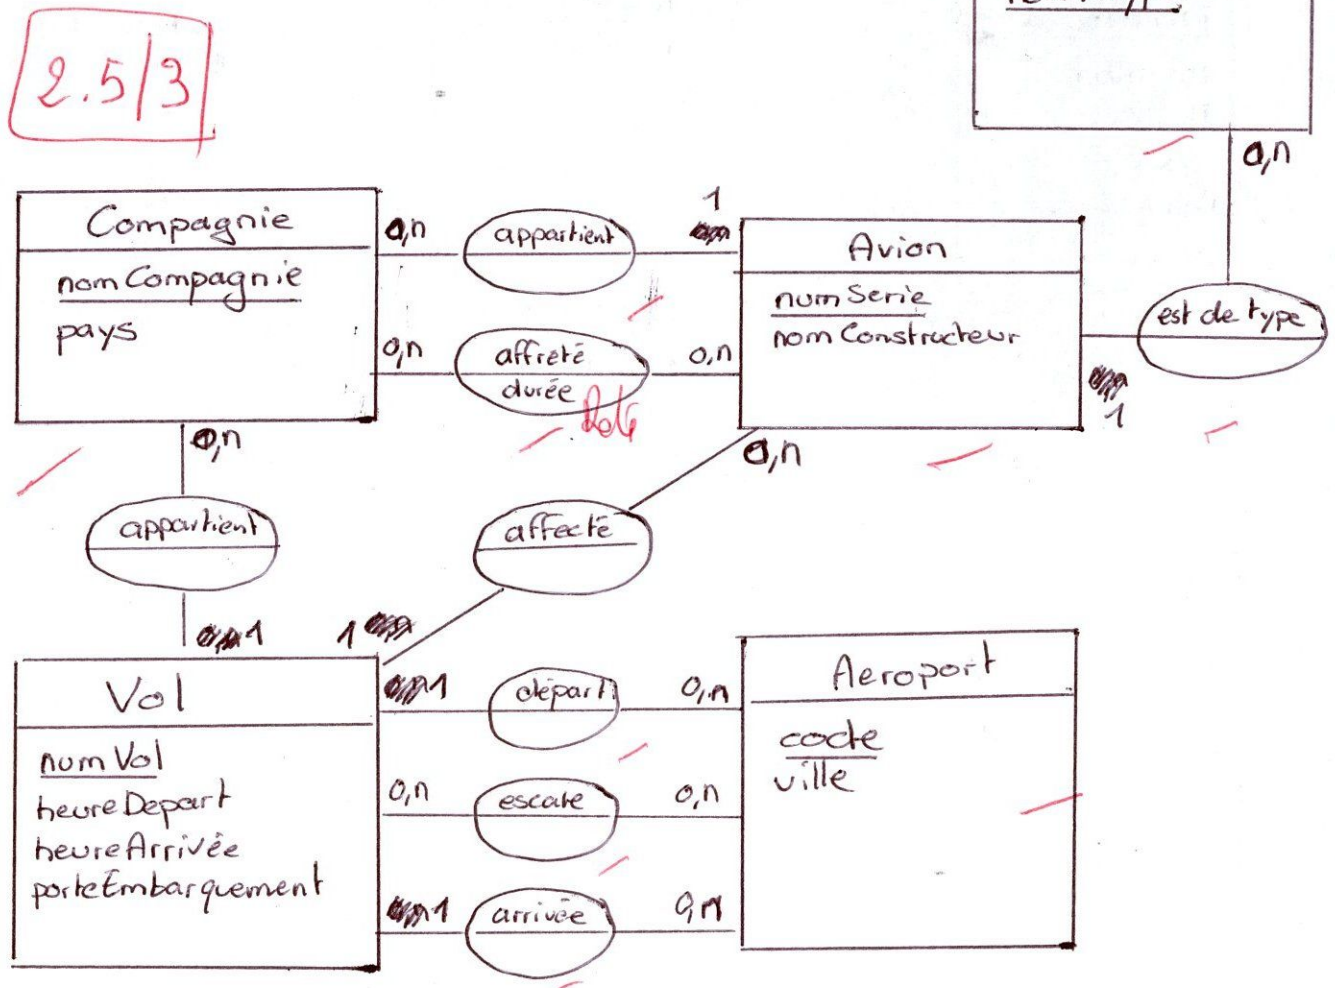 2.5/3
0,n
Compagnie
nomCompagnie
pays
0,n
appartient
1
0,n
affreté
durée
0,n
Avion
numSerie
nomConstructeur
est de type
1
0,n
appartient
1
0,n
affecté
1
Vol
numVol
heureDepart
heureArrivée
porteEmbarquement
1
départ
0,n
0,n
escale
0,n
1
arrivée
0,n
Aeroport
code
ville